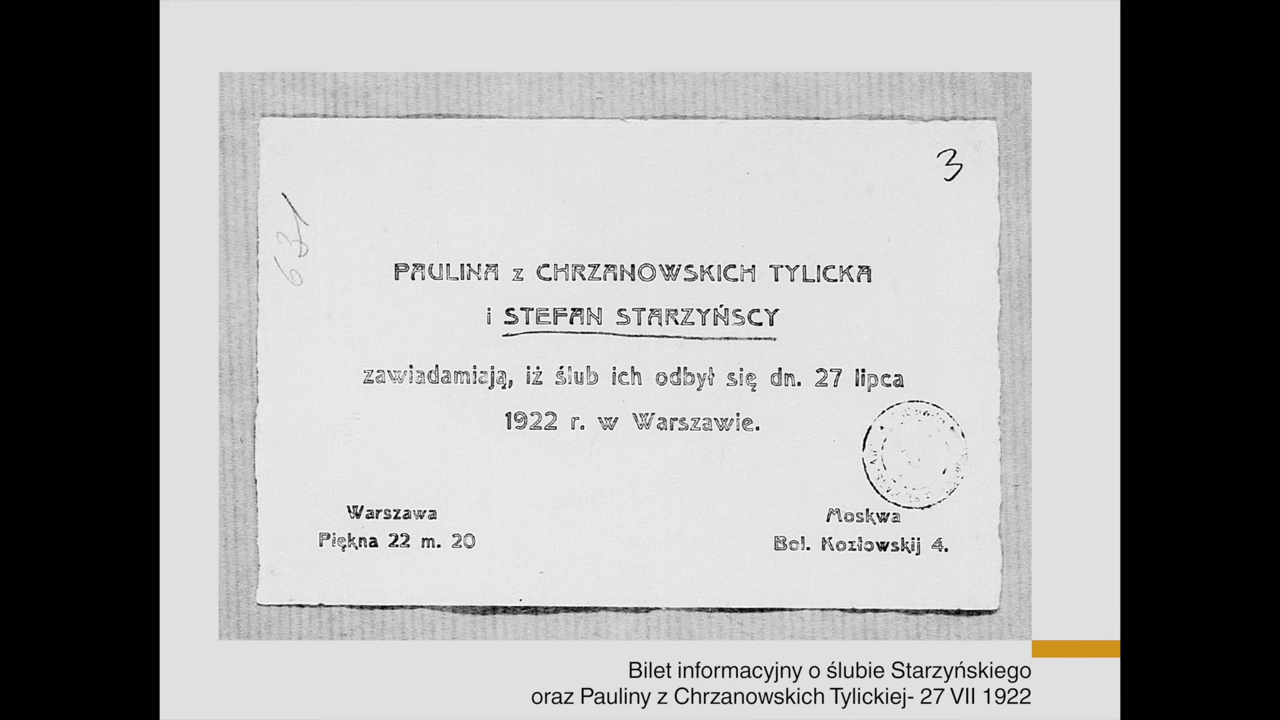 3
631
PAULINA z CHRZANOWSKICH TYLICKA
i STEFAN STARZYŃSCY
zawiadamiają, iż ślub ich odbył się dn. 27 lipca
1922 r. w Warszawie.
Warszawa
Piękna 22 m. 20
Moskwa
Bol. Kozłowskij 4.
Bilet informacyjny o ślubie Starzyńskiego
oraz Pauliny z Chrzanowskich Tylickiej- 27 VII 1922